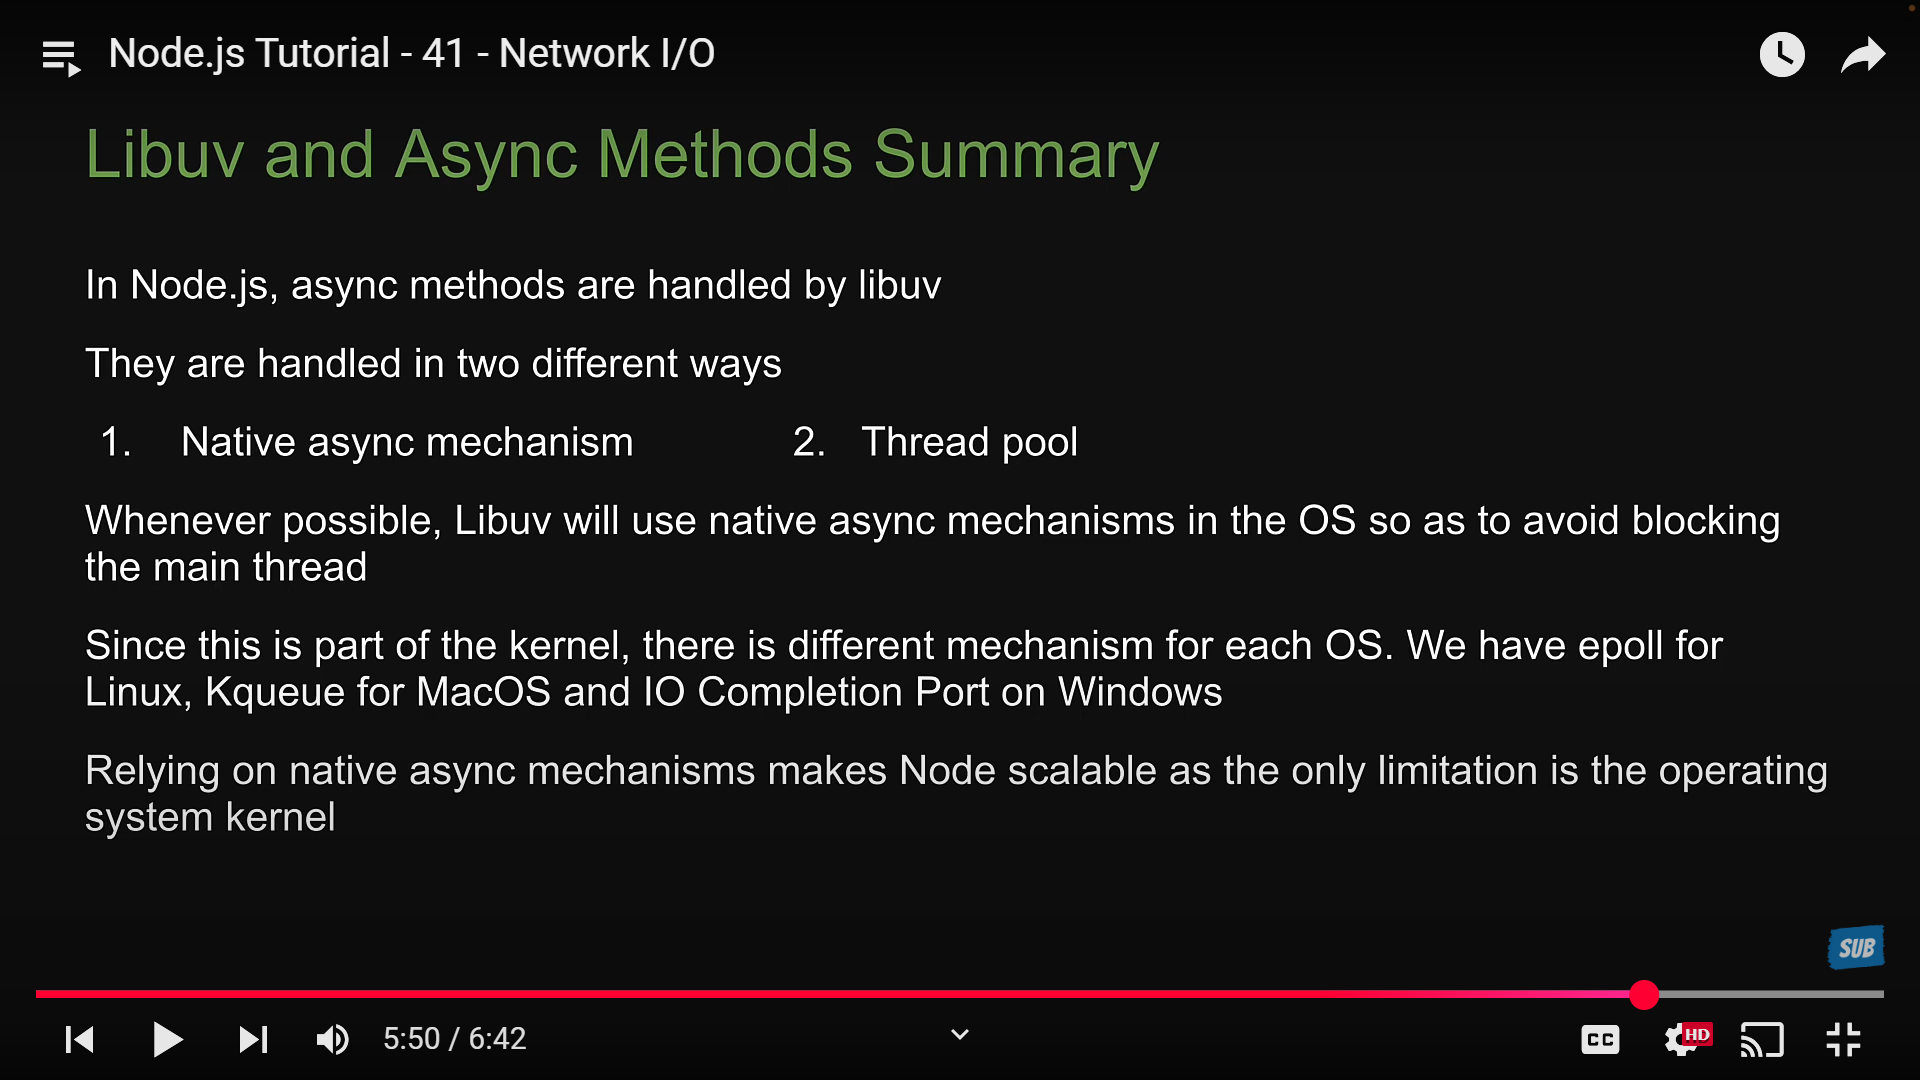 Node.js Tutorial - 41 - Network I/O
Libuv and Async Methods Summary
In Node.js, async methods are handled by libuv
They are handled in two different ways
1. Native async mechanism 2. Thread pool
Whenever possible, Libuv will use native async mechanisms in the OS so as to avoid blocking
the main thread
Since this is part of the kernel, there is different mechanism for each OS. We have epoll for
Linux, Kqueue for MacOS and IO Completion Port on Windows
Relying on native async mechanisms makes Node scalable as the only limitation is the operating
system kernel
SUB
5:50 / 6:42
CC
HD